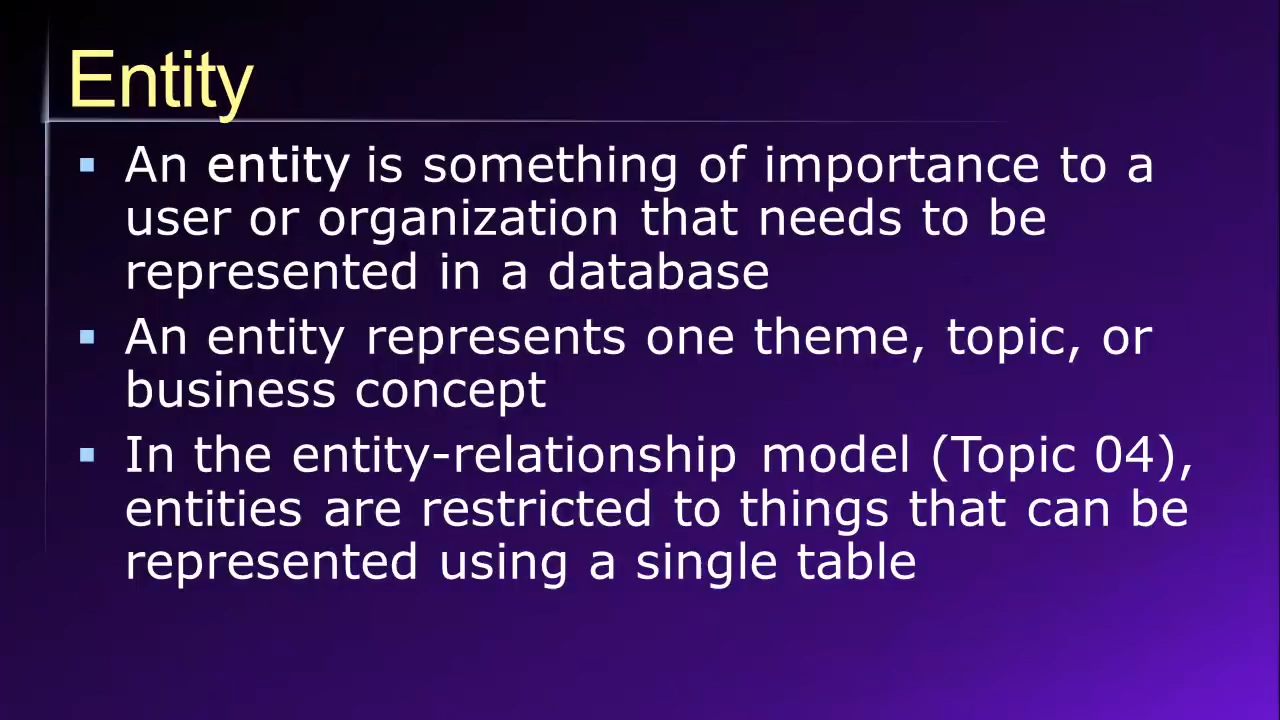 Entity
An entity is something of importance to a
user or organization that needs to be
represented in a database
An entity represents one theme, topic, or
business concept
In the entity-relationship model (Topic 04),
entities are restricted to things that can be
represented using a single table